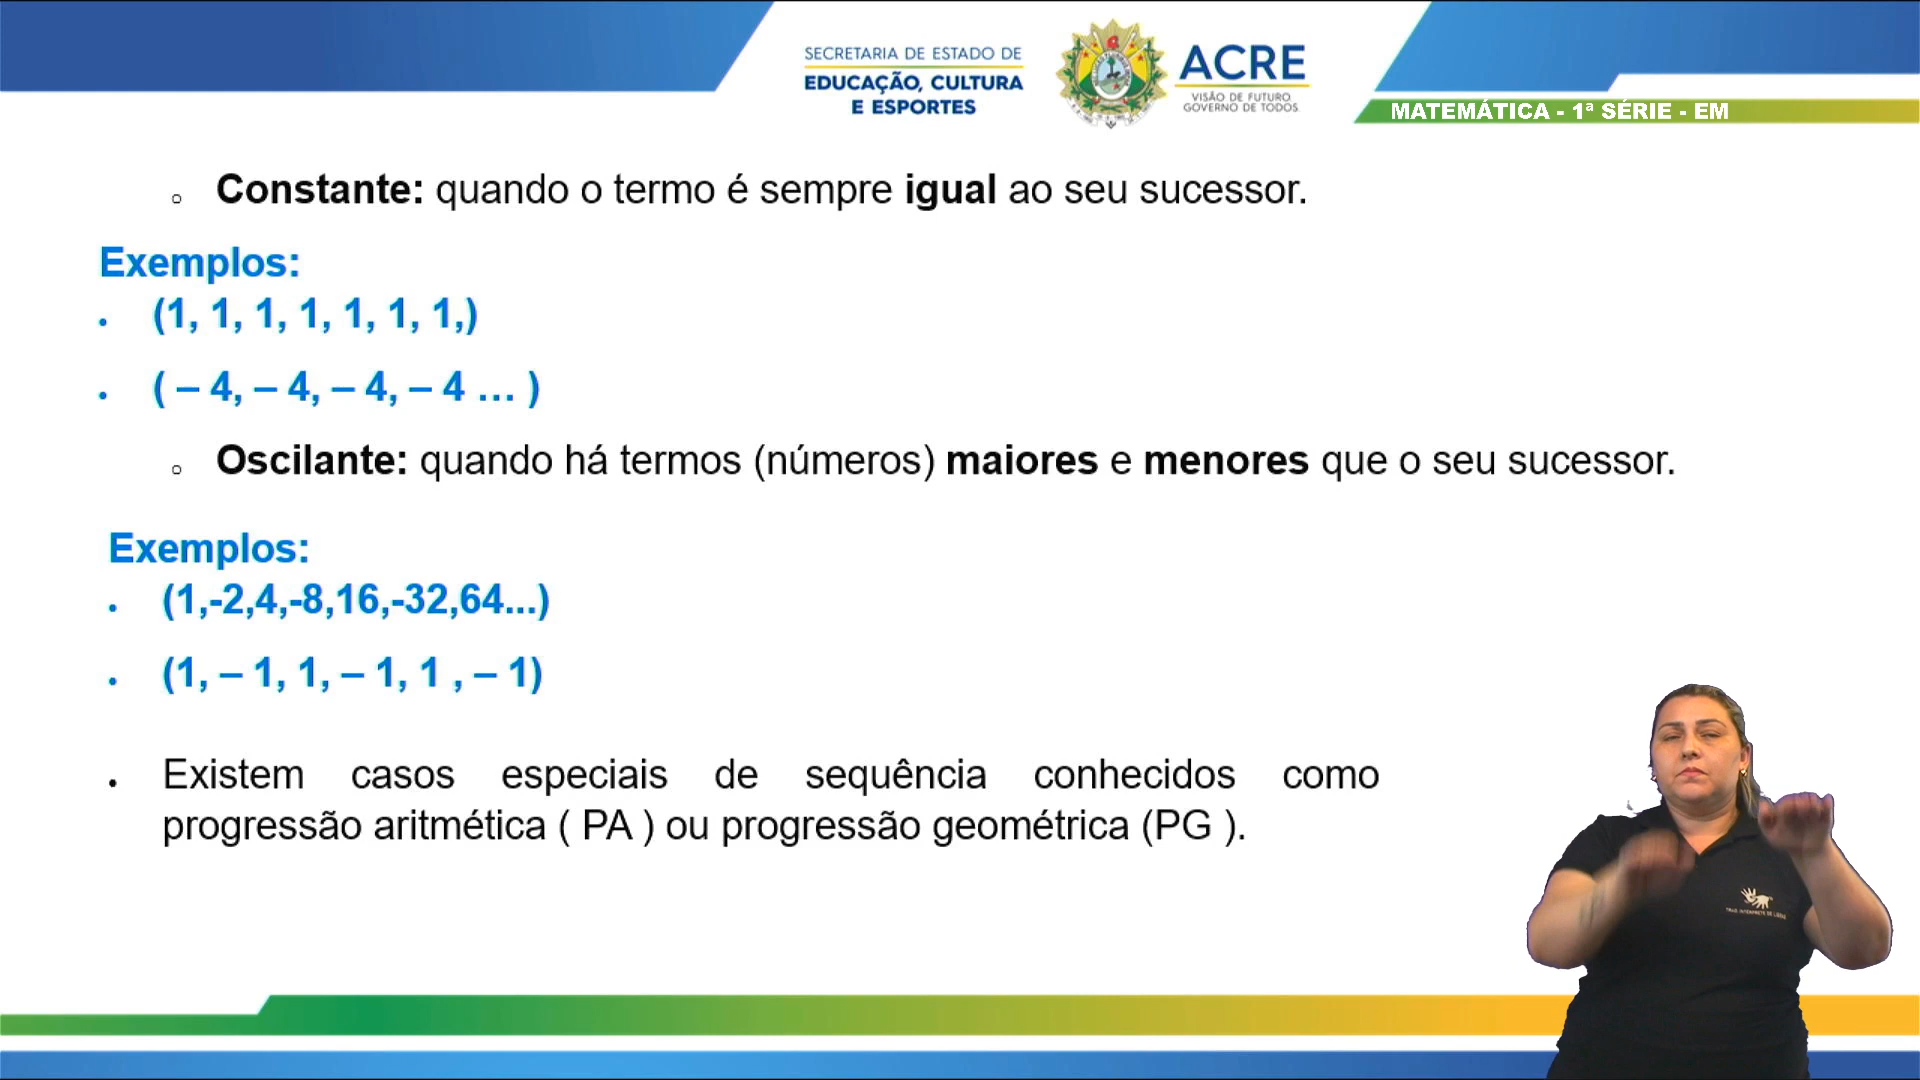 SECRETARIA DE ESTADO DE
EDUCAÇÃO, CULTURA
E ESPORTES
ACRE
VISÃO DE FUTURO
GOVERNO DE TODOS
MATEMÁTICA - 1ª SÉRIE - EM
Constante: quando o termo é sempre igual ao seu sucessor.
Exemplos:
(1, 1, 1, 1, 1, 1, 1,)
( – 4, – 4, – 4, – 4 … )
Oscilante: quando há termos (números) maiores e menores que o seu sucessor.
Exemplos:
(1,-2,4,-8,16,-32,64...)
(1, – 1, 1, – 1, 1 , – 1)
Existem casos especiais de sequência conhecidos como
progressão aritmética ( PA ) ou progressão geométrica (PG ).